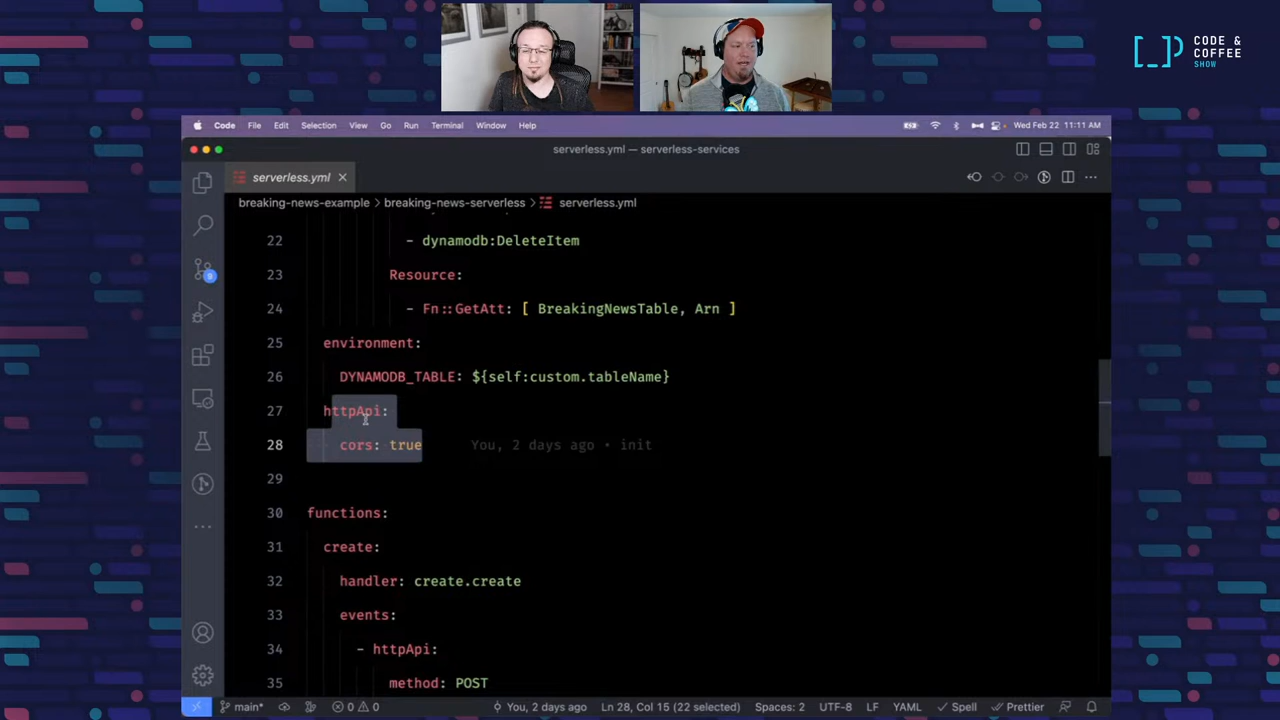 CODE &
COFFEE
SHOW
Code File Edit Selection View Go Run Terminal Window Help Wed Feb 22 11:11 AM
serverless.yml — serverless-services
serverless.yml
breaking-news-example > breaking-news-serverless > serverless.yml
22 - dynamodb:DeleteItem
23 Resource:
24 - Fn::GetAtt: [ BreakingNewsTable, Arn ]
25 environment:
26 DYNAMODB_TABLE: ${self:custom.tableName}
27 httpApi:
28 cors: true You, 2 days ago • init
29
30 functions:
31 create:
32 handler: create.create
33 events:
34 - httpApi:
35 method: POST
main* 0 0 You, 2 days ago Ln 28, Col 15 (22 selected) Spaces: 2 UTF-8 LF YAML Spell Prettier